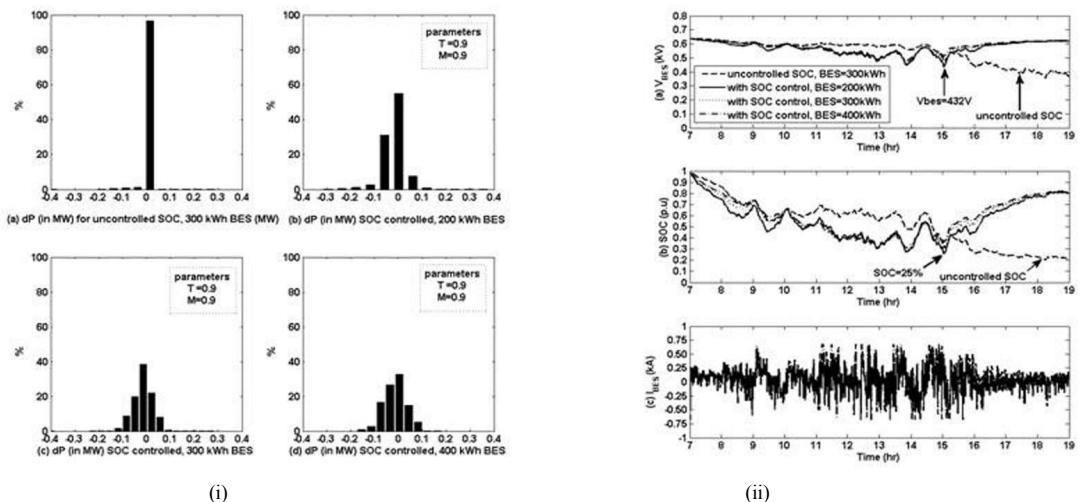 100
80
60
40
20
0
%
-0.4 -0.3 -0.2 -0.1 0 0.1 0.2 0.3 0.4
(a) dP (in MW) for uncontrolled SOC, 300 kWh BES (MW)
100
80
60
40
20
0
%
parameters
T =0.9
M=0.9
-0.4 -0.3 -0.2 -0.1 0 0.1 0.2 0.3 0.4
(b) dP (in MW) SOC controlled, 200 kWh BES
100
80
60
40
20
0
%
parameters
T =0.9
M=0.9
-0.4 -0.3 -0.2 -0.1 0 0.1 0.2 0.3 0.4
(c) dP (in MW) SOC controlled, 300 kWh BES
100
80
60
40
20
0
%
parameters
T =0.9
M=0.9
-0.4 -0.3 -0.2 -0.1 0 0.1 0.2 0.3 0.4
(d) dP (in MW) SOC controlled, 400 kWh BES
(i)
0.8
0.7
0.6
0.5
0.4
0.3
0.2
0.1
0
(a) VBES (kV)
uncontrolled SOC, BES=300kWh
with SOC control, BES=200kWh
with SOC control, BES=300kWh
with SOC control, BES=400kWh
Vbes=432V
uncontrolled SOC
7 8 9 10 11 12 13 14 15 16 17 18 19
Time (hr)
1
0.9
0.8
0.7
0.6
0.5
0.4
0.3
0.2
0.1
0
(b) SOC (p.u)
SOC=25%
uncontrolled SOC
7 8 9 10 11 12 13 14 15 16 17 18 19
Time (hr)
1
0.75
0.50
0.25
0
-0.25
-0.50
-0.75
-1
(c) IBES (kA)
7 8 9 10 11 12 13 14 15 16 17 18 19
Time (hr)
(ii)